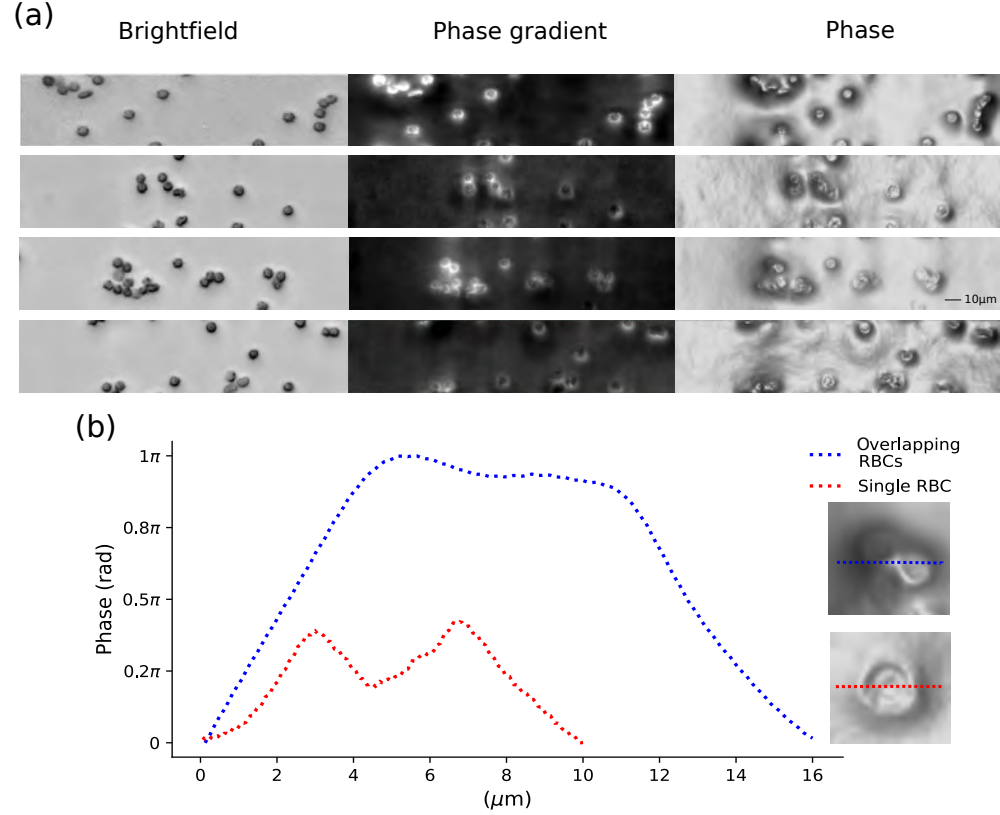 (a)
Brightfield Phase gradient Phase
10μm
(b)
Overlapping
RBCs
Single RBC
1π
0.8π
0.5π
0.2π
0
Phase (rad)
0 2 4 6 8 10 12 14 16
(μm)